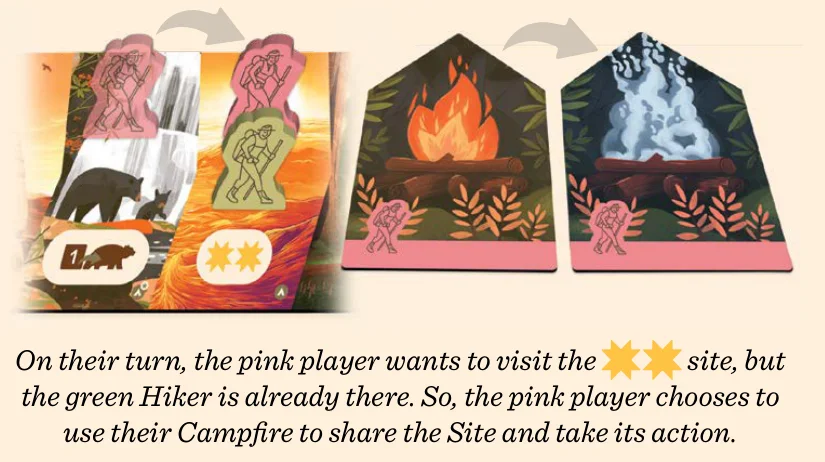 1
On their turn, the pink player wants to visit the site, but
the green Hiker is already there. So, the pink player chooses to
use their Campfire to share the Site and take its action.